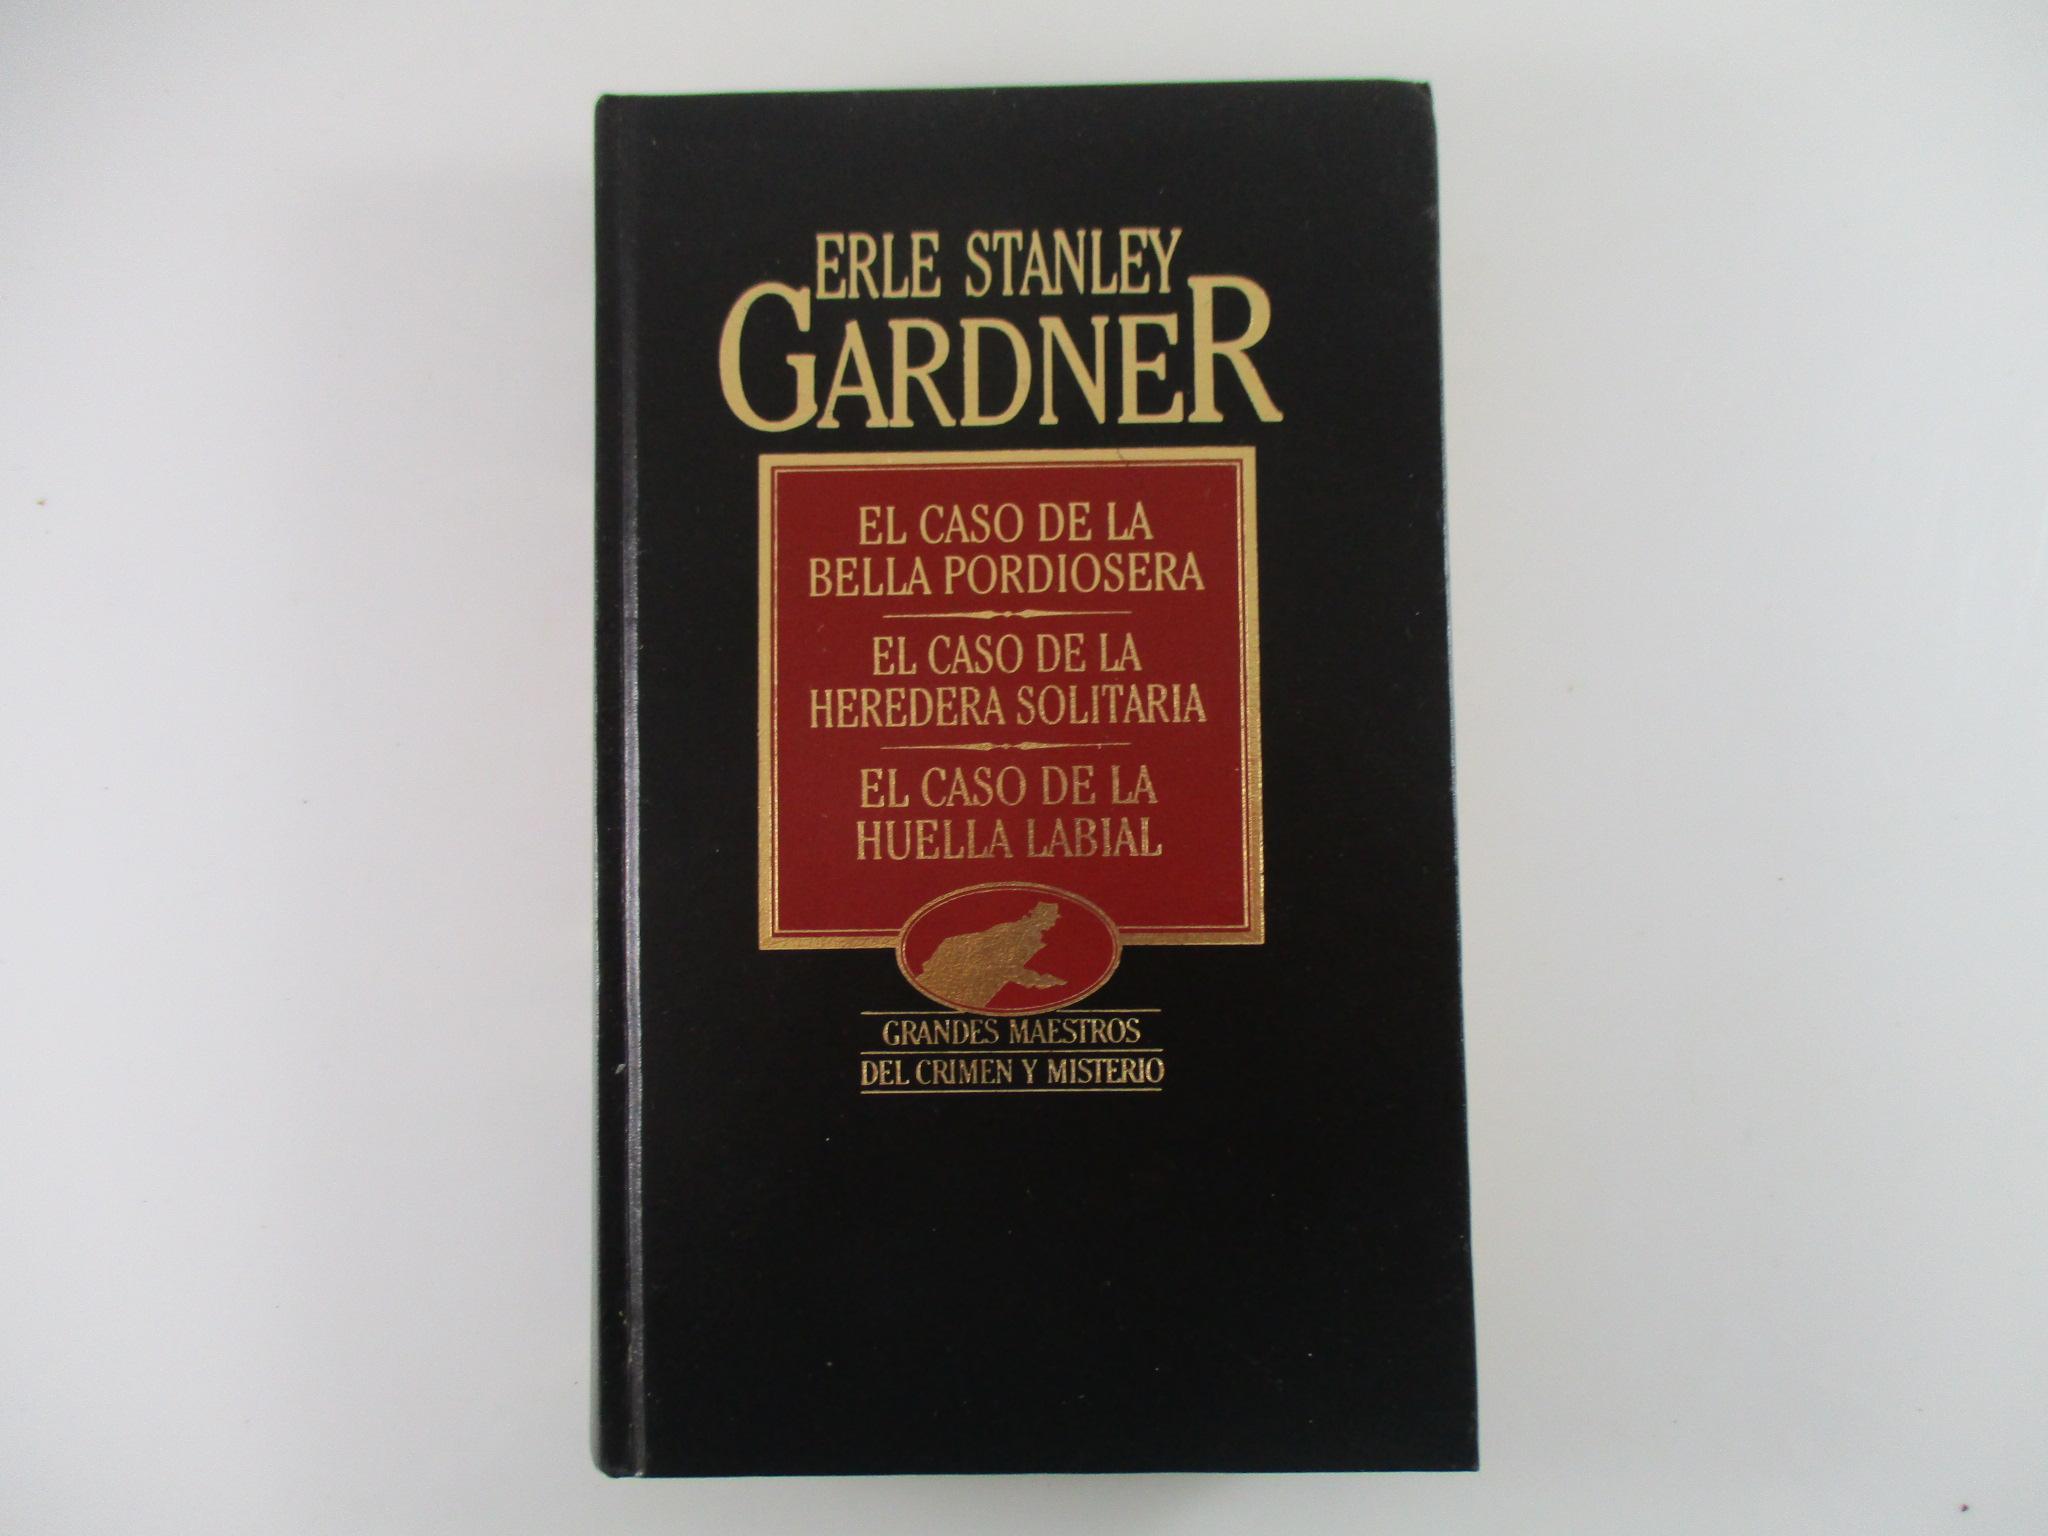 ERLE STANLEY
GARDNER
EL CASO DE LA
BELLA PORDIOSERA
EL CASO DE LA
HEREDERA SOLITARIA
EL CASO DE LA
HUELLA LABIAL
GRANDES MAESTROS
DEL CRIMEN Y MISTERIO